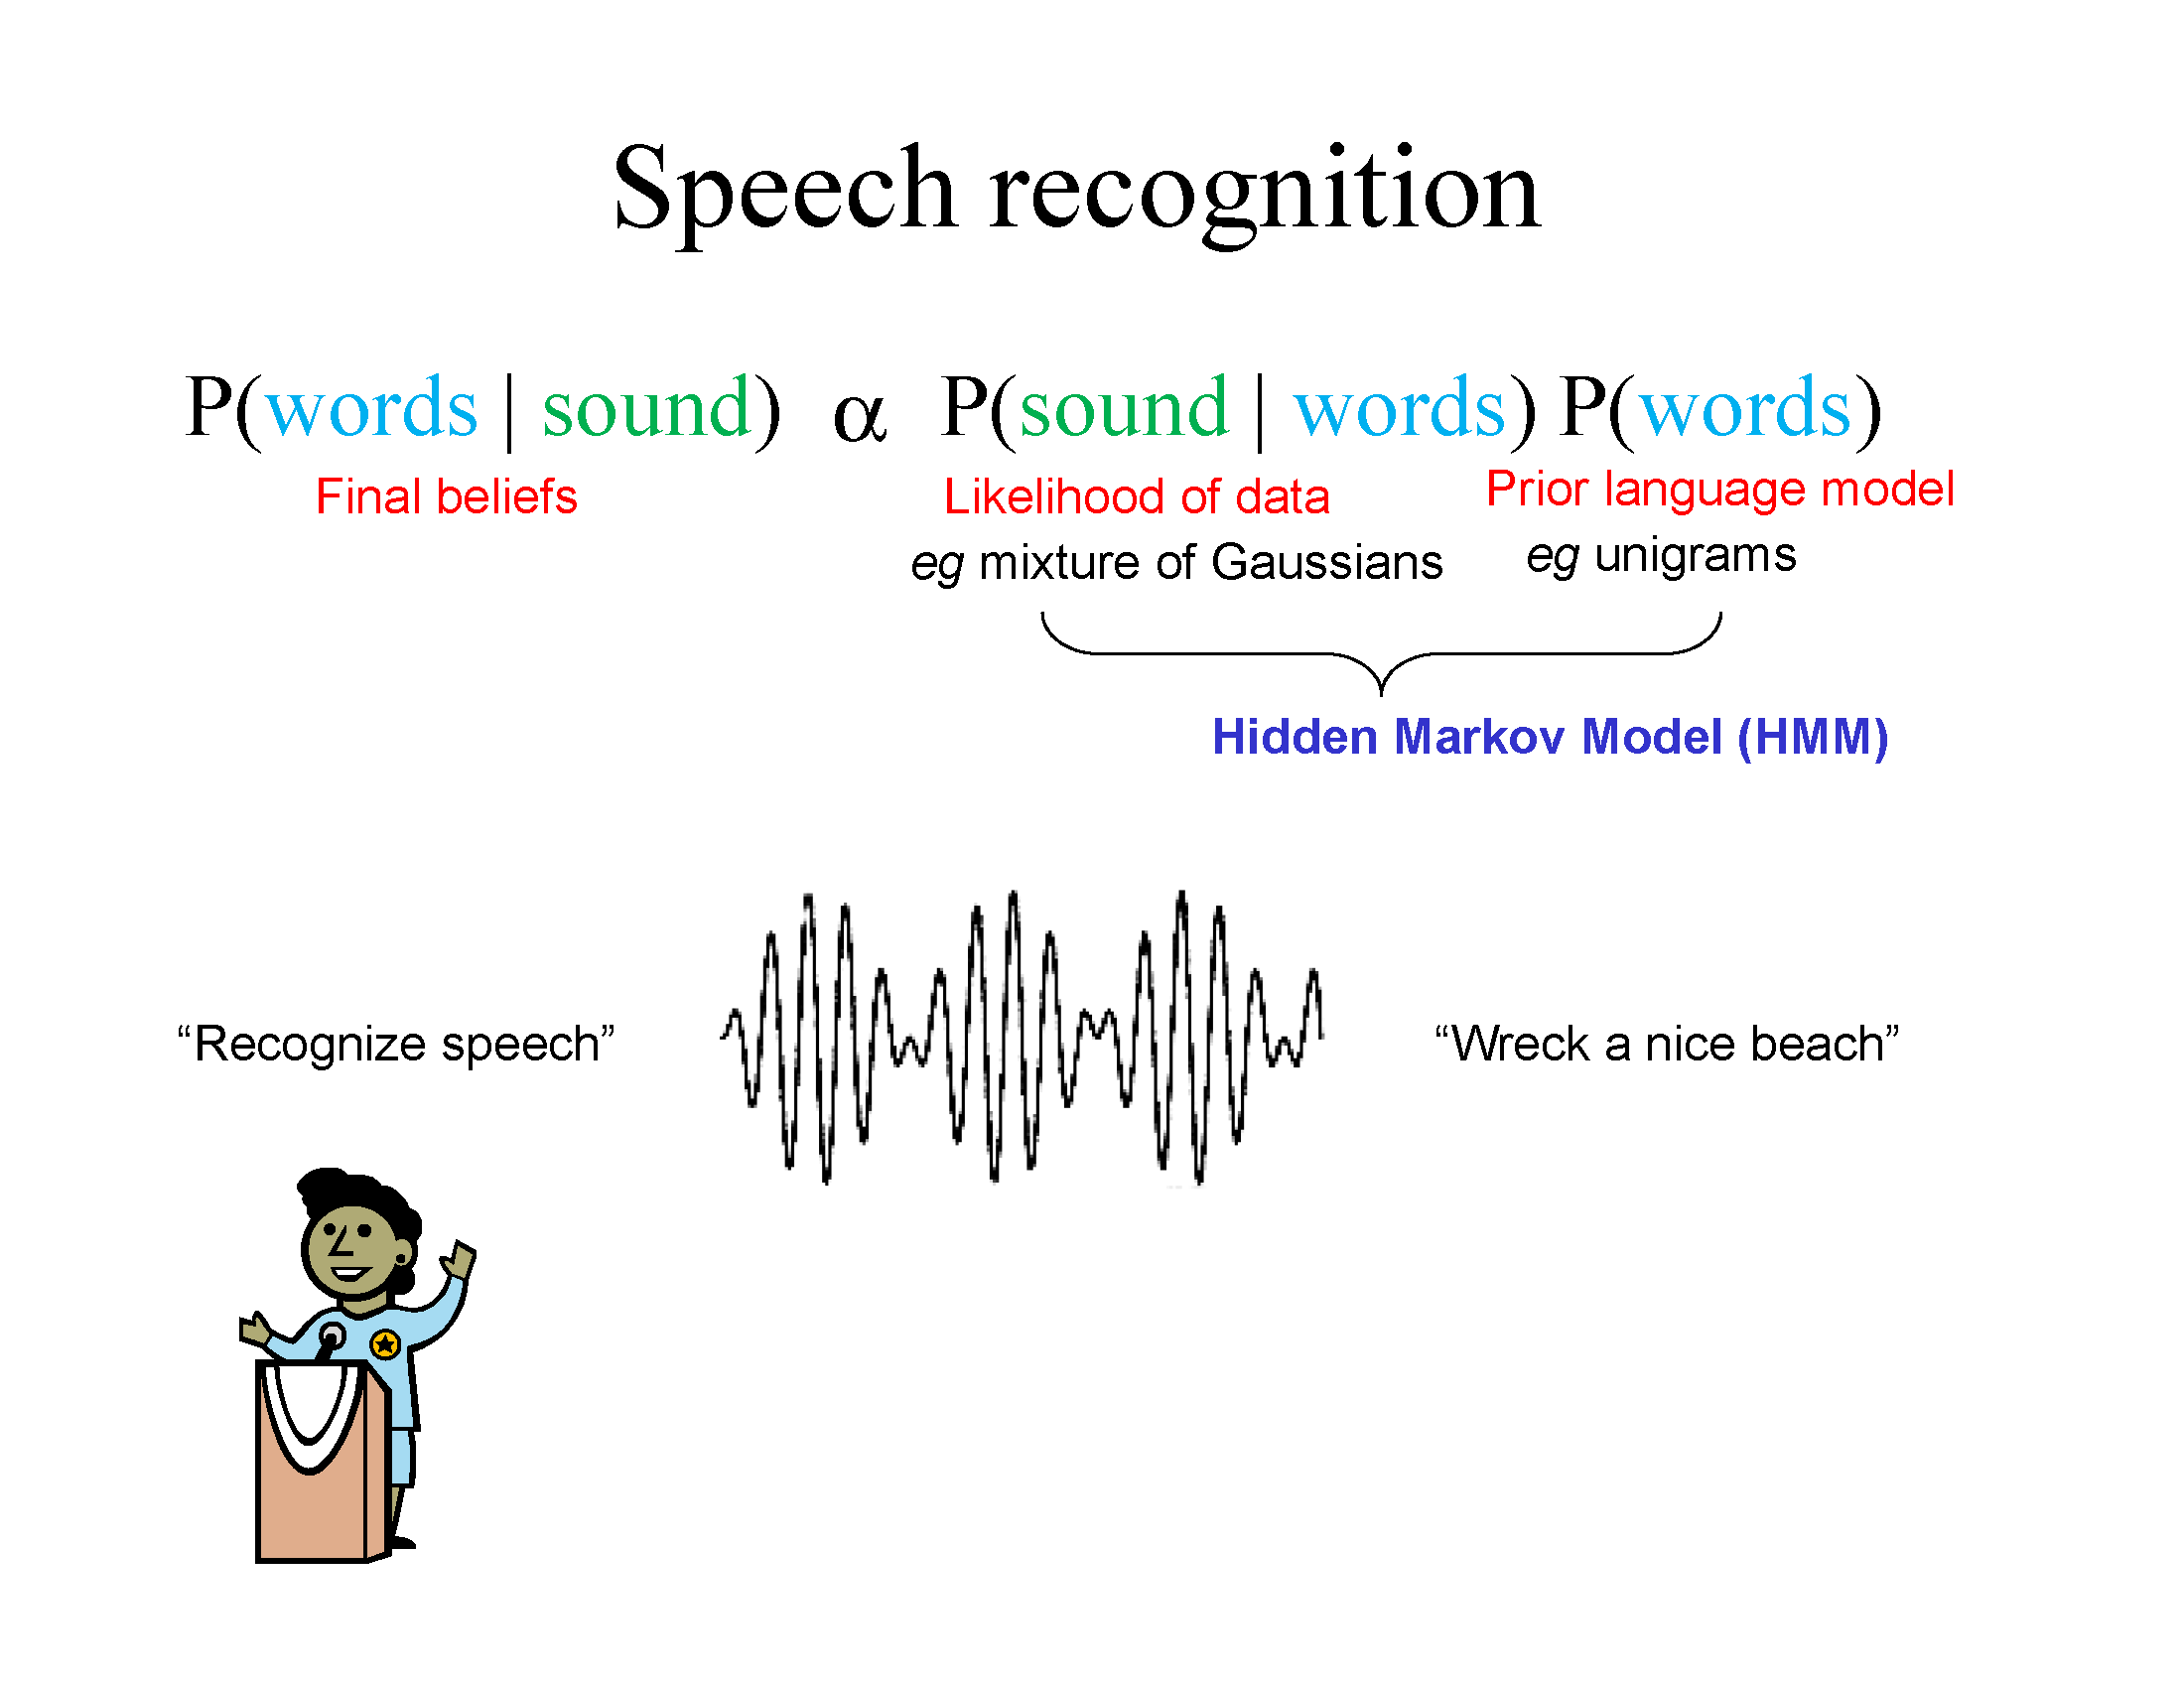 Speech recognition
P(words | sound) α P(sound | words) P(words)
Final beliefs Likelihood of data Prior language model
eg mixture of Gaussians eg unigrams
Hidden Markov Model (HMM)
“Recognize speech” “Wreck a nice beach”